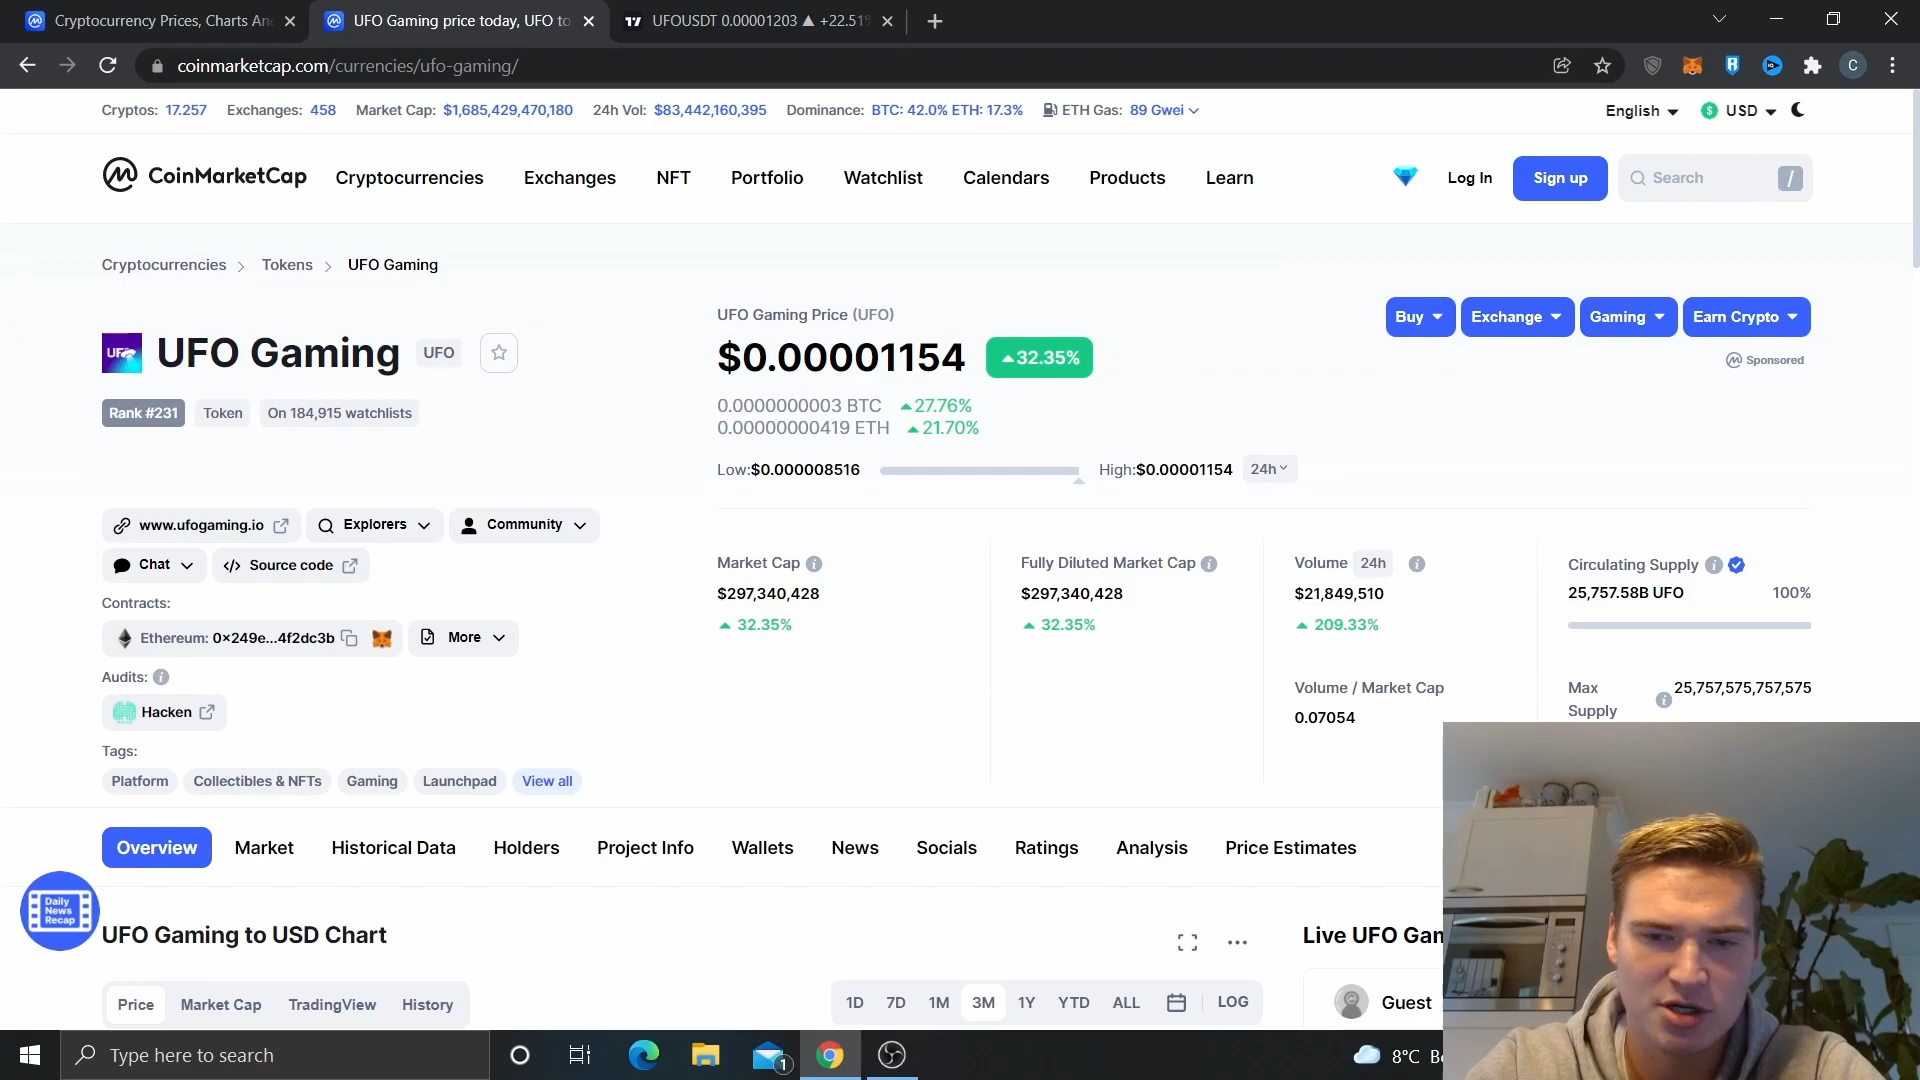 Cryptocurrency Prices, Charts An
UFO Gaming price today, UFO to
UFOUSDT 0.00001203 ▲ +22.51%
coinmarketcap.com/currencies/ufo-gaming/
C
Cryptos: 17.257 Exchanges: 458 Market Cap: $1,685,429,470,180 24h Vol: $83,442,160,395 Dominance: BTC: 42.0% ETH: 17.3% ETH Gas: 89 Gwei
English USD
CoinMarketCap Cryptocurrencies Exchanges NFT Portfolio Watchlist Calendars Products Learn
Log In Sign up Search /
Cryptocurrencies > Tokens > UFO Gaming
UFO Gaming UFO
Rank #231 Token On 184,915 watchlists
UFO Gaming Price (UFO)
$0.00001154 ▲32.35%
0.0000000003 BTC ▲27.76%
0.00000000419 ETH ▲21.70%
Low:$0.000008516 High:$0.00001154 24h
Buy Exchange Gaming Earn Crypto
Sponsored
www.ufogaming.io Explorers Community
Chat Source code
Contracts:
Ethereum: 0x249e...4f2dc3b More
Audits:
Hacken
Tags:
Platform Collectibles & NFTs Gaming Launchpad View all
Market Cap
$297,340,428
▲ 32.35%
Fully Diluted Market Cap
$297,340,428
▲ 32.35%
Volume 24h
$21,849,510
▲ 209.33%
Volume / Market Cap
0.07054
Circulating Supply
25,757.58B UFO 100%
Max Supply 25,757,575,757,575
Overview Market Historical Data Holders Project Info Wallets News Socials Ratings Analysis Price Estimates
Daily
News
Recap
UFO Gaming to USD Chart
Live UFO Gam
Price Market Cap TradingView History
1D 7D 1M 3M 1Y YTD ALL LOG
Guest
Type here to search
1
8°C